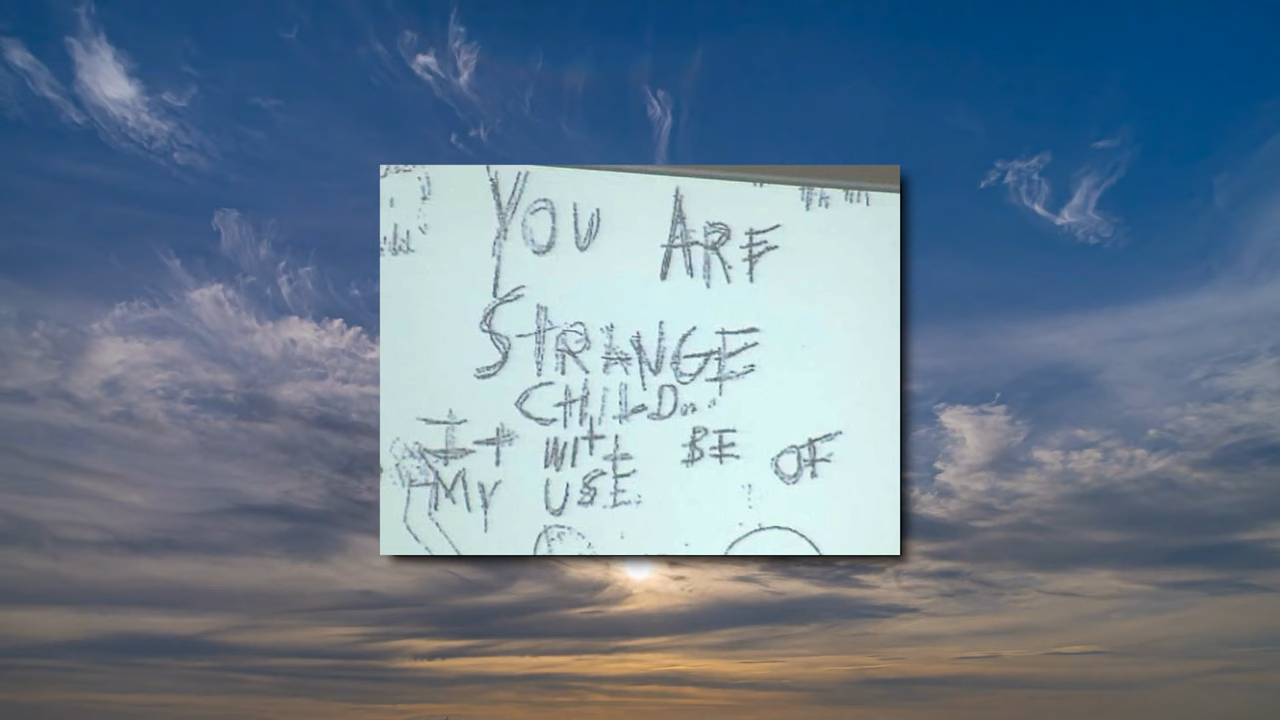 YOU ARE
STRANGE
CHILD...
It WILL BE OF
MY USE.